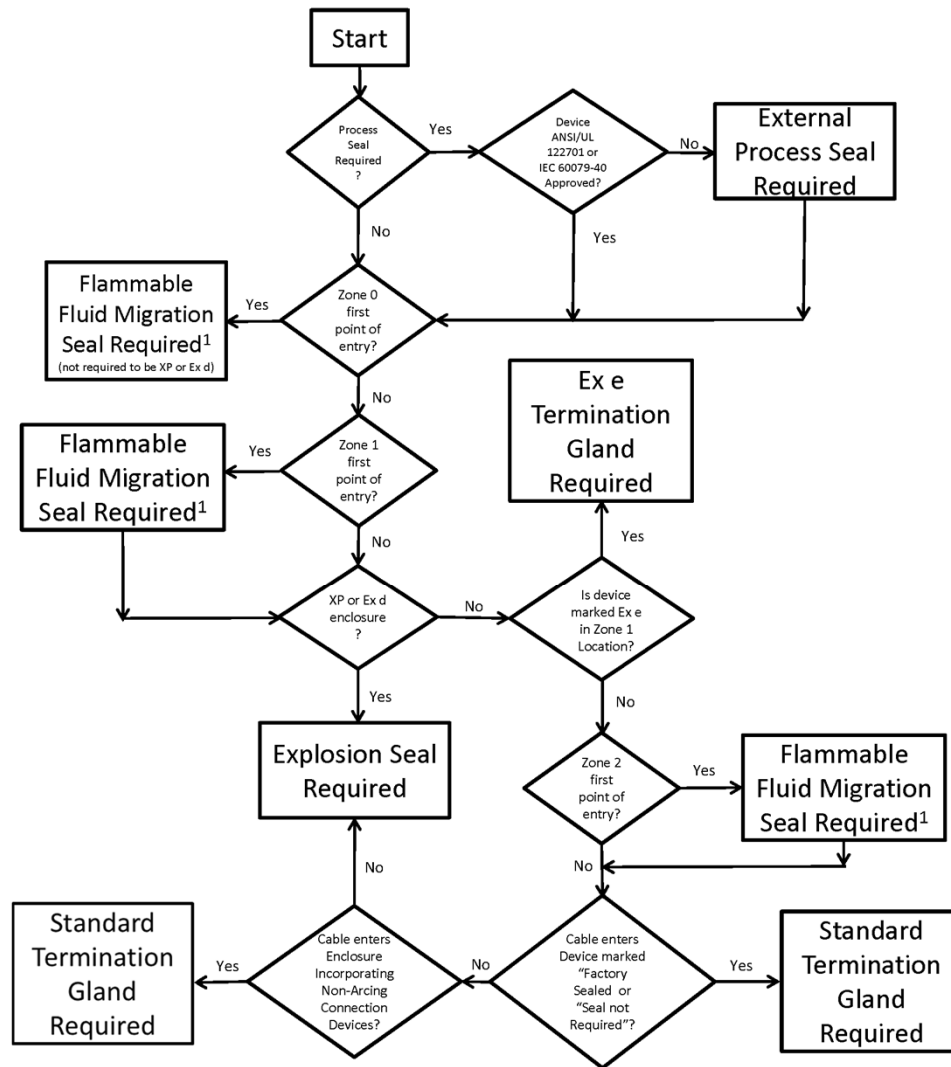 Start
Process
Seal
Required
?
Yes
Device
ANSI/UL
122701 or
IEC 60079-40
Approved?
No
External
Process Seal
Required
No
Yes
Flammable
Fluid Migration
Seal Required¹
(not required to be XP or Ex d)
Yes
Zone 0
first
point of
entry?
No
Ex e
Termination
Gland
Required
Flammable
Fluid Migration
Seal Required¹
Yes
Zone 1
first
point of
entry?
No
Yes
XP or Ex d
enclosure
?
No
Is device
marked Ex e
in Zone 1
Location?
Yes
No
Explosion Seal
Required
Zone 2
first
point of
entry?
Yes
Flammable
Fluid Migration
Seal Required¹
No
No
Standard
Termination
Gland
Required
Yes
Cable enters
Enclosure
Incorporating
Non-Arcing
Connection
Devices?
No
Cable enters
Device marked
“Factory
Sealed or
“Seal not
Required”?
Yes
Standard
Termination
Gland
Required